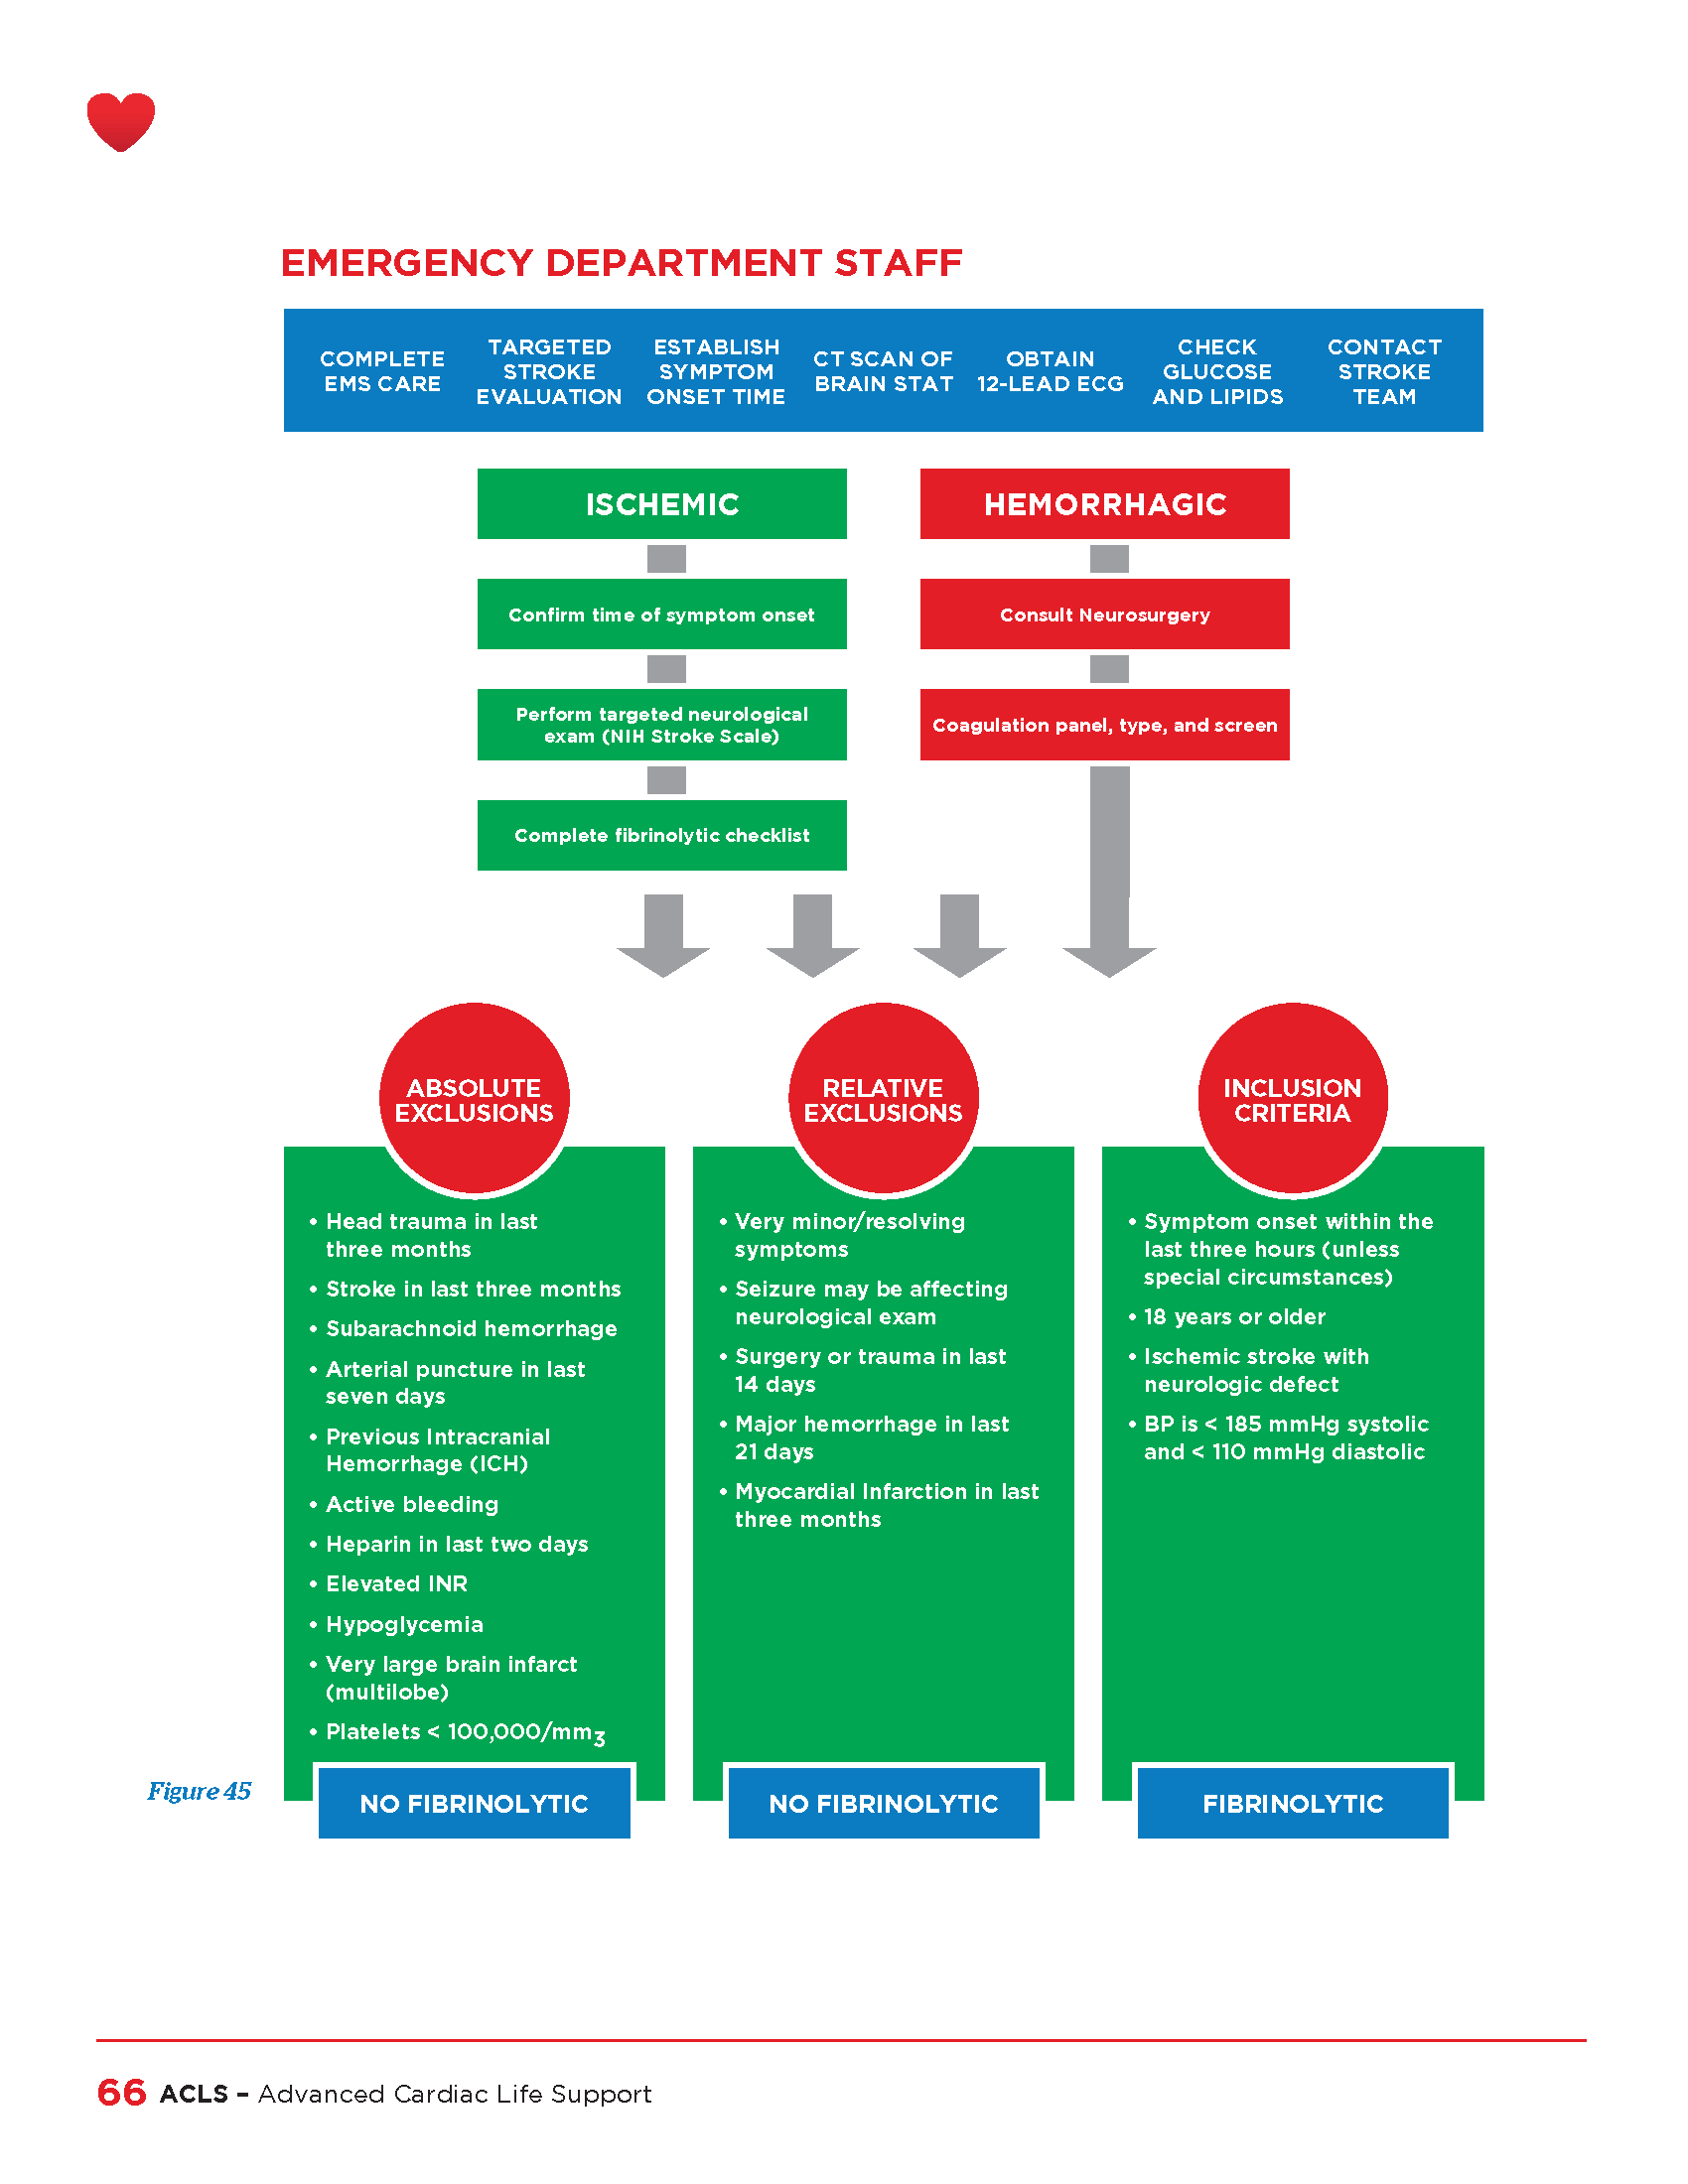 EMERGENCY DEPARTMENT STAFF
COMPLETE
EMS CARE
TARGETED
STROKE
EVALUATION
ESTABLISH
SYMPTOM
ONSET TIME
CT SCAN OF
BRAIN STAT
OBTAIN
12-LEAD ECG
CHECK
GLUCOSE
AND LIPIDS
CONTACT
STROKE
TEAM
ISCHEMIC
Confirm time of symptom onset
Perform targeted neurological
exam (NIH Stroke Scale)
Complete fibrinolytic checklist
HEMORRHAGIC
Consult Neurosurgery
Coagulation panel, type, and screen
ABSOLUTE
EXCLUSIONS
• Head trauma in last
three months
• Stroke in last three months
• Subarachnoid hemorrhage
• Arterial puncture in last
seven days
• Previous Intracranial
Hemorrhage (ICH)
• Active bleeding
• Heparin in last two days
• Elevated INR
• Hypoglycemia
• Very large brain infarct
(multilobe)
• Platelets < 100,000/mm3
NO FIBRINOLYTIC
RELATIVE
EXCLUSIONS
• Very minor/resolving
symptoms
• Seizure may be affecting
neurological exam
• Surgery or trauma in last
14 days
• Major hemorrhage in last
21 days
• Myocardial Infarction in last
three months
NO FIBRINOLYTIC
INCLUSION
CRITERIA
• Symptom onset within the
last three hours (unless
special circumstances)
• 18 years or older
• Ischemic stroke with
neurologic defect
• BP is < 185 mmHg systolic
and < 110 mmHg diastolic
FIBRINOLYTIC
Figure 45
66 ACLS – Advanced Cardiac Life Support